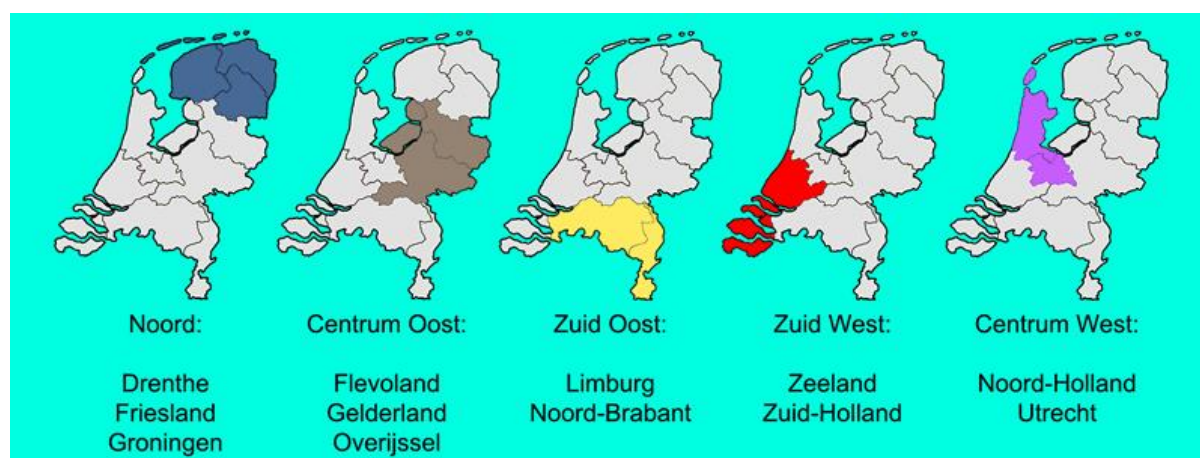 Noord:
Drenthe
Friesland
Groningen
Centrum Oost:
Flevoland
Gelderland
Overijssel
Zuid Oost:
Limburg
Noord-Brabant
Zuid West:
Zeeland
Zuid-Holland
Centrum West:
Noord-Holland
Utrecht